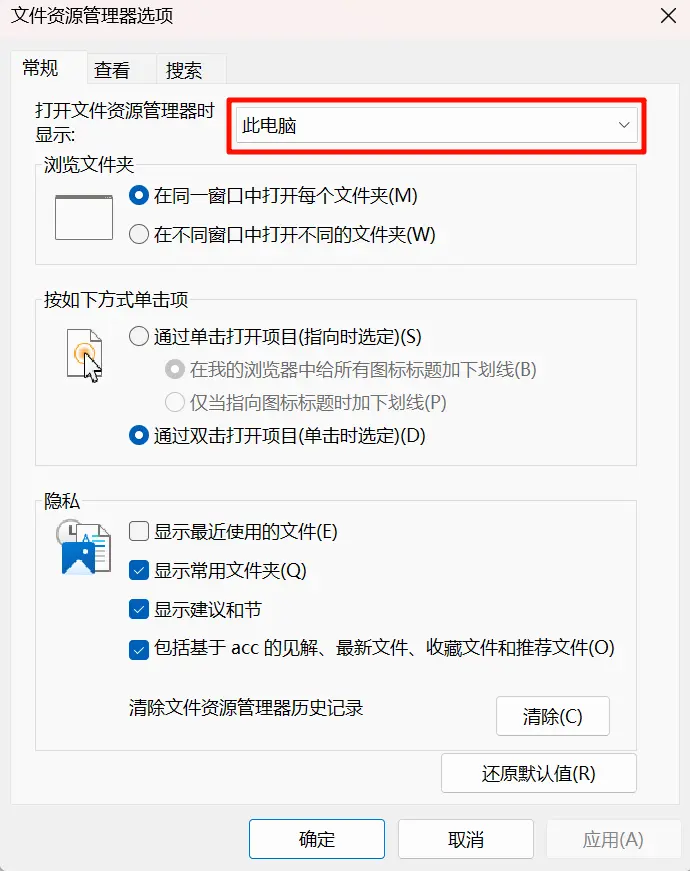 文件资源管理器选项
常规
查看
搜索
打开文件资源管理器时
显示:
此电脑
浏览文件夹
在同一窗口中打开每个文件夹(M)
在不同窗口中打开不同的文件夹(W)
按如下方式单击项
通过单击打开项目(指向时选定)(S)
在我的浏览器中给所有图标标题加下划线(B)
仅当指向图标标题时加下划线(P)
通过双击打开项目(单击时选定)(D)
隐私
显示最近使用的文件(E)
显示常用文件夹(Q)
显示建议和节
包括基于 acc 的见解、最新文件、收藏文件和推荐文件(O)
清除文件资源管理器历史记录
清除(C)
还原默认值(R)
确定
取消
应用(A)